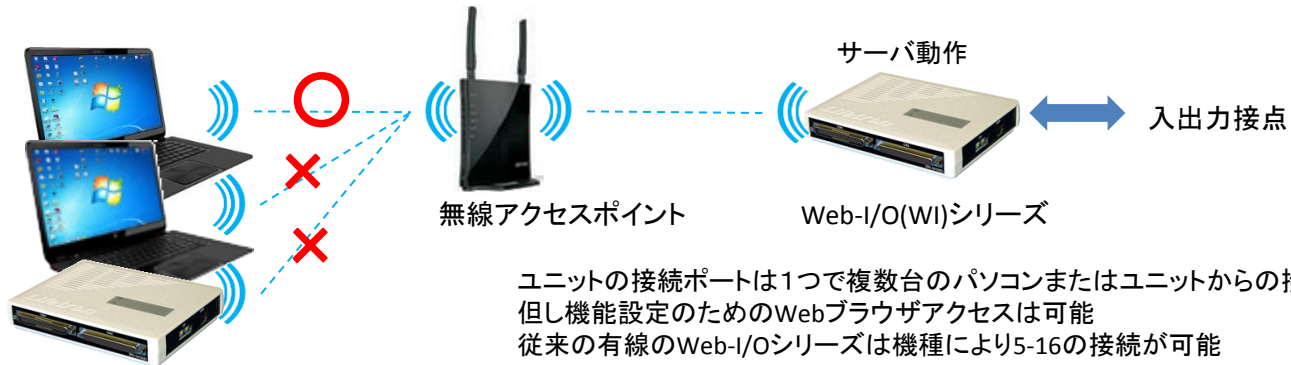 サーバ動作
入出力接点
無線アクセスポイント
Web-I/O(WI)シリーズ
ユニットの接続ポートは1つで複数台のパソコンまたはユニットからの
但し機能設定のためのWebブラウザアクセスは可能
従来の有線のWeb-I/Oシリーズは機種により5-16の接続が可能